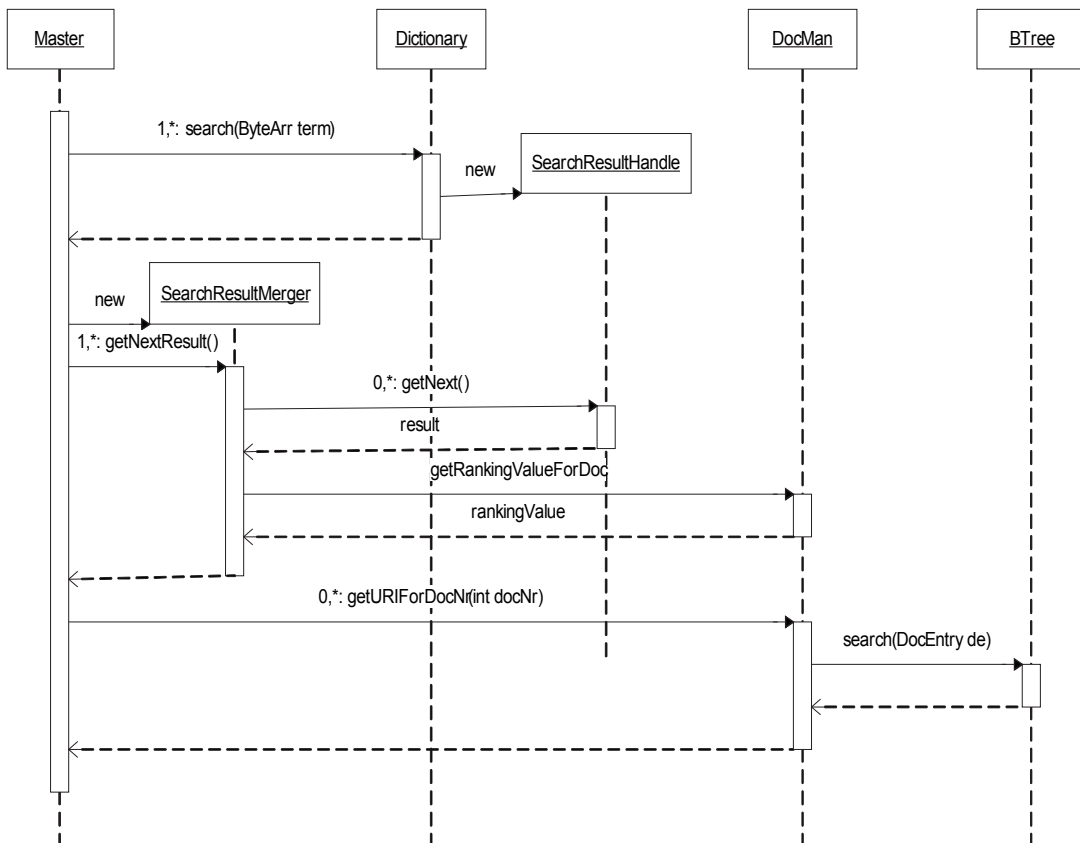 Master
Dictionary
DocMan
BTree
1,*: search(ByteArr term)
new
SearchResultHandle
new
SearchResultMerger
1,*: getNextResult()
0,*: getNext()
result
getRankingValueForDoc
rankingValue
0,*: getURIForDocNr(int docNr)
search(DocEntry de)